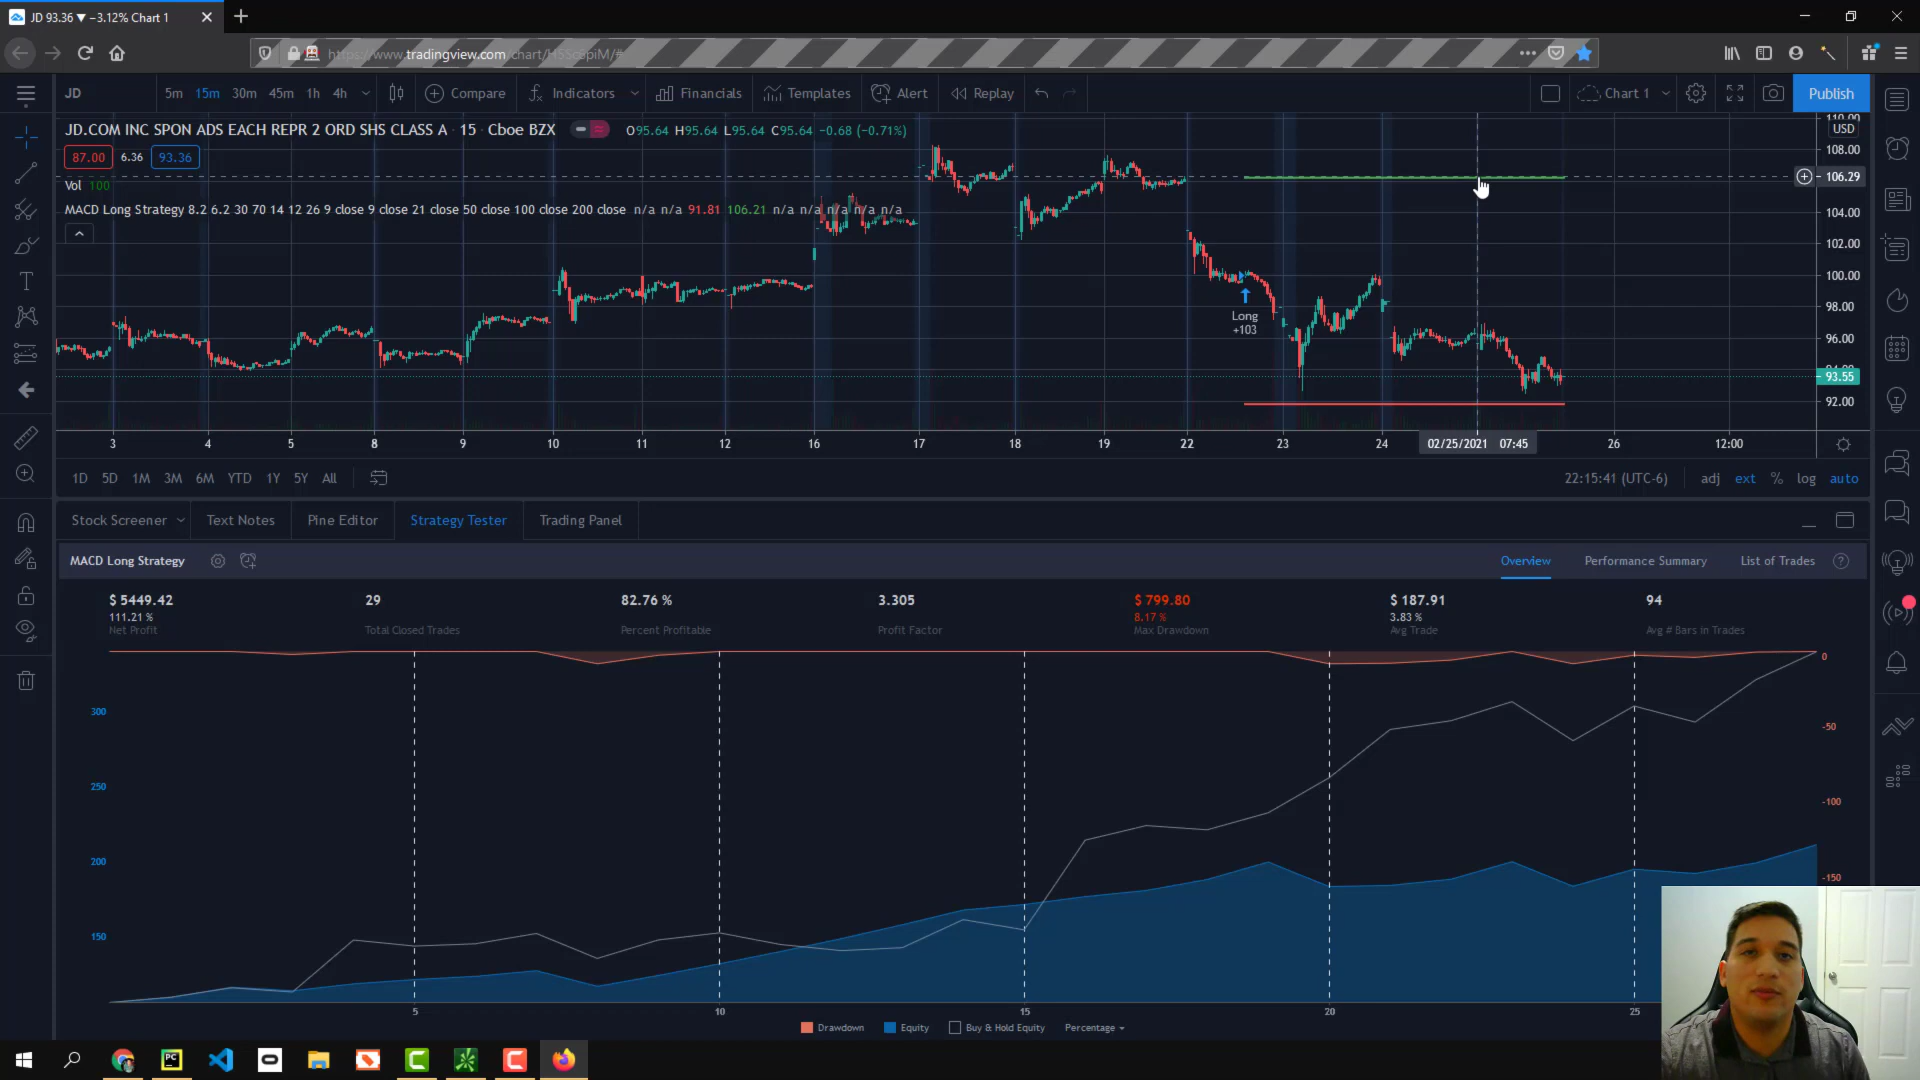 JD 93.36 ▼ −3.12% Chart 1
https://www.tradingview.com/chart/
JD 5m 15m 30m 45m 1h 4h Compare Indicators Financials Templates Alert Replay Chart 1 Publish
JD.COM INC SPON ADS EACH REPR 2 ORD SHS CLASS A · 15 · Cboe BZX O95.64 H95.64 L95.64 C95.64 −0.68 (−0.71%)
87.00 6.36 93.36
Vol 100
MACD Long Strategy 8.2 6.2 30 70 14 12 26 9 close 9 close 21 close 50 close 100 close 200 close n/a n/a 91.81 106.21 n/a n/a n/a n/a n/a
110.00
USD
108.00
106.29
104.00
102.00
100.00
98.00
96.00
94.00
93.55
92.00
Long
+103
3 4 5 8 9 10 11 12 16 17 18 19 22 23 24 02/25/2021 07:45 26 12:00
1D 5D 1M 3M 6M YTD 1Y 5Y All 22:15:41 (UTC-6) adj ext % log auto
Stock Screener Text Notes Pine Editor Strategy Tester Trading Panel
MACD Long Strategy Overview Performance Summary List of Trades
$ 5449.42 29 82.76 % 3.305 $ 799.80 $ 187.91 94
111.21 % 8.17 % 3.83 %
Net Profit Total Closed Trades Percent Profitable Profit Factor Max Drawdown Avg Trade Avg # Bars in Trades
0
300
-50
250
-100
200
-150
150
5 10 15 20 25
Drawdown Equity Buy & Hold Equity Percentage
PC